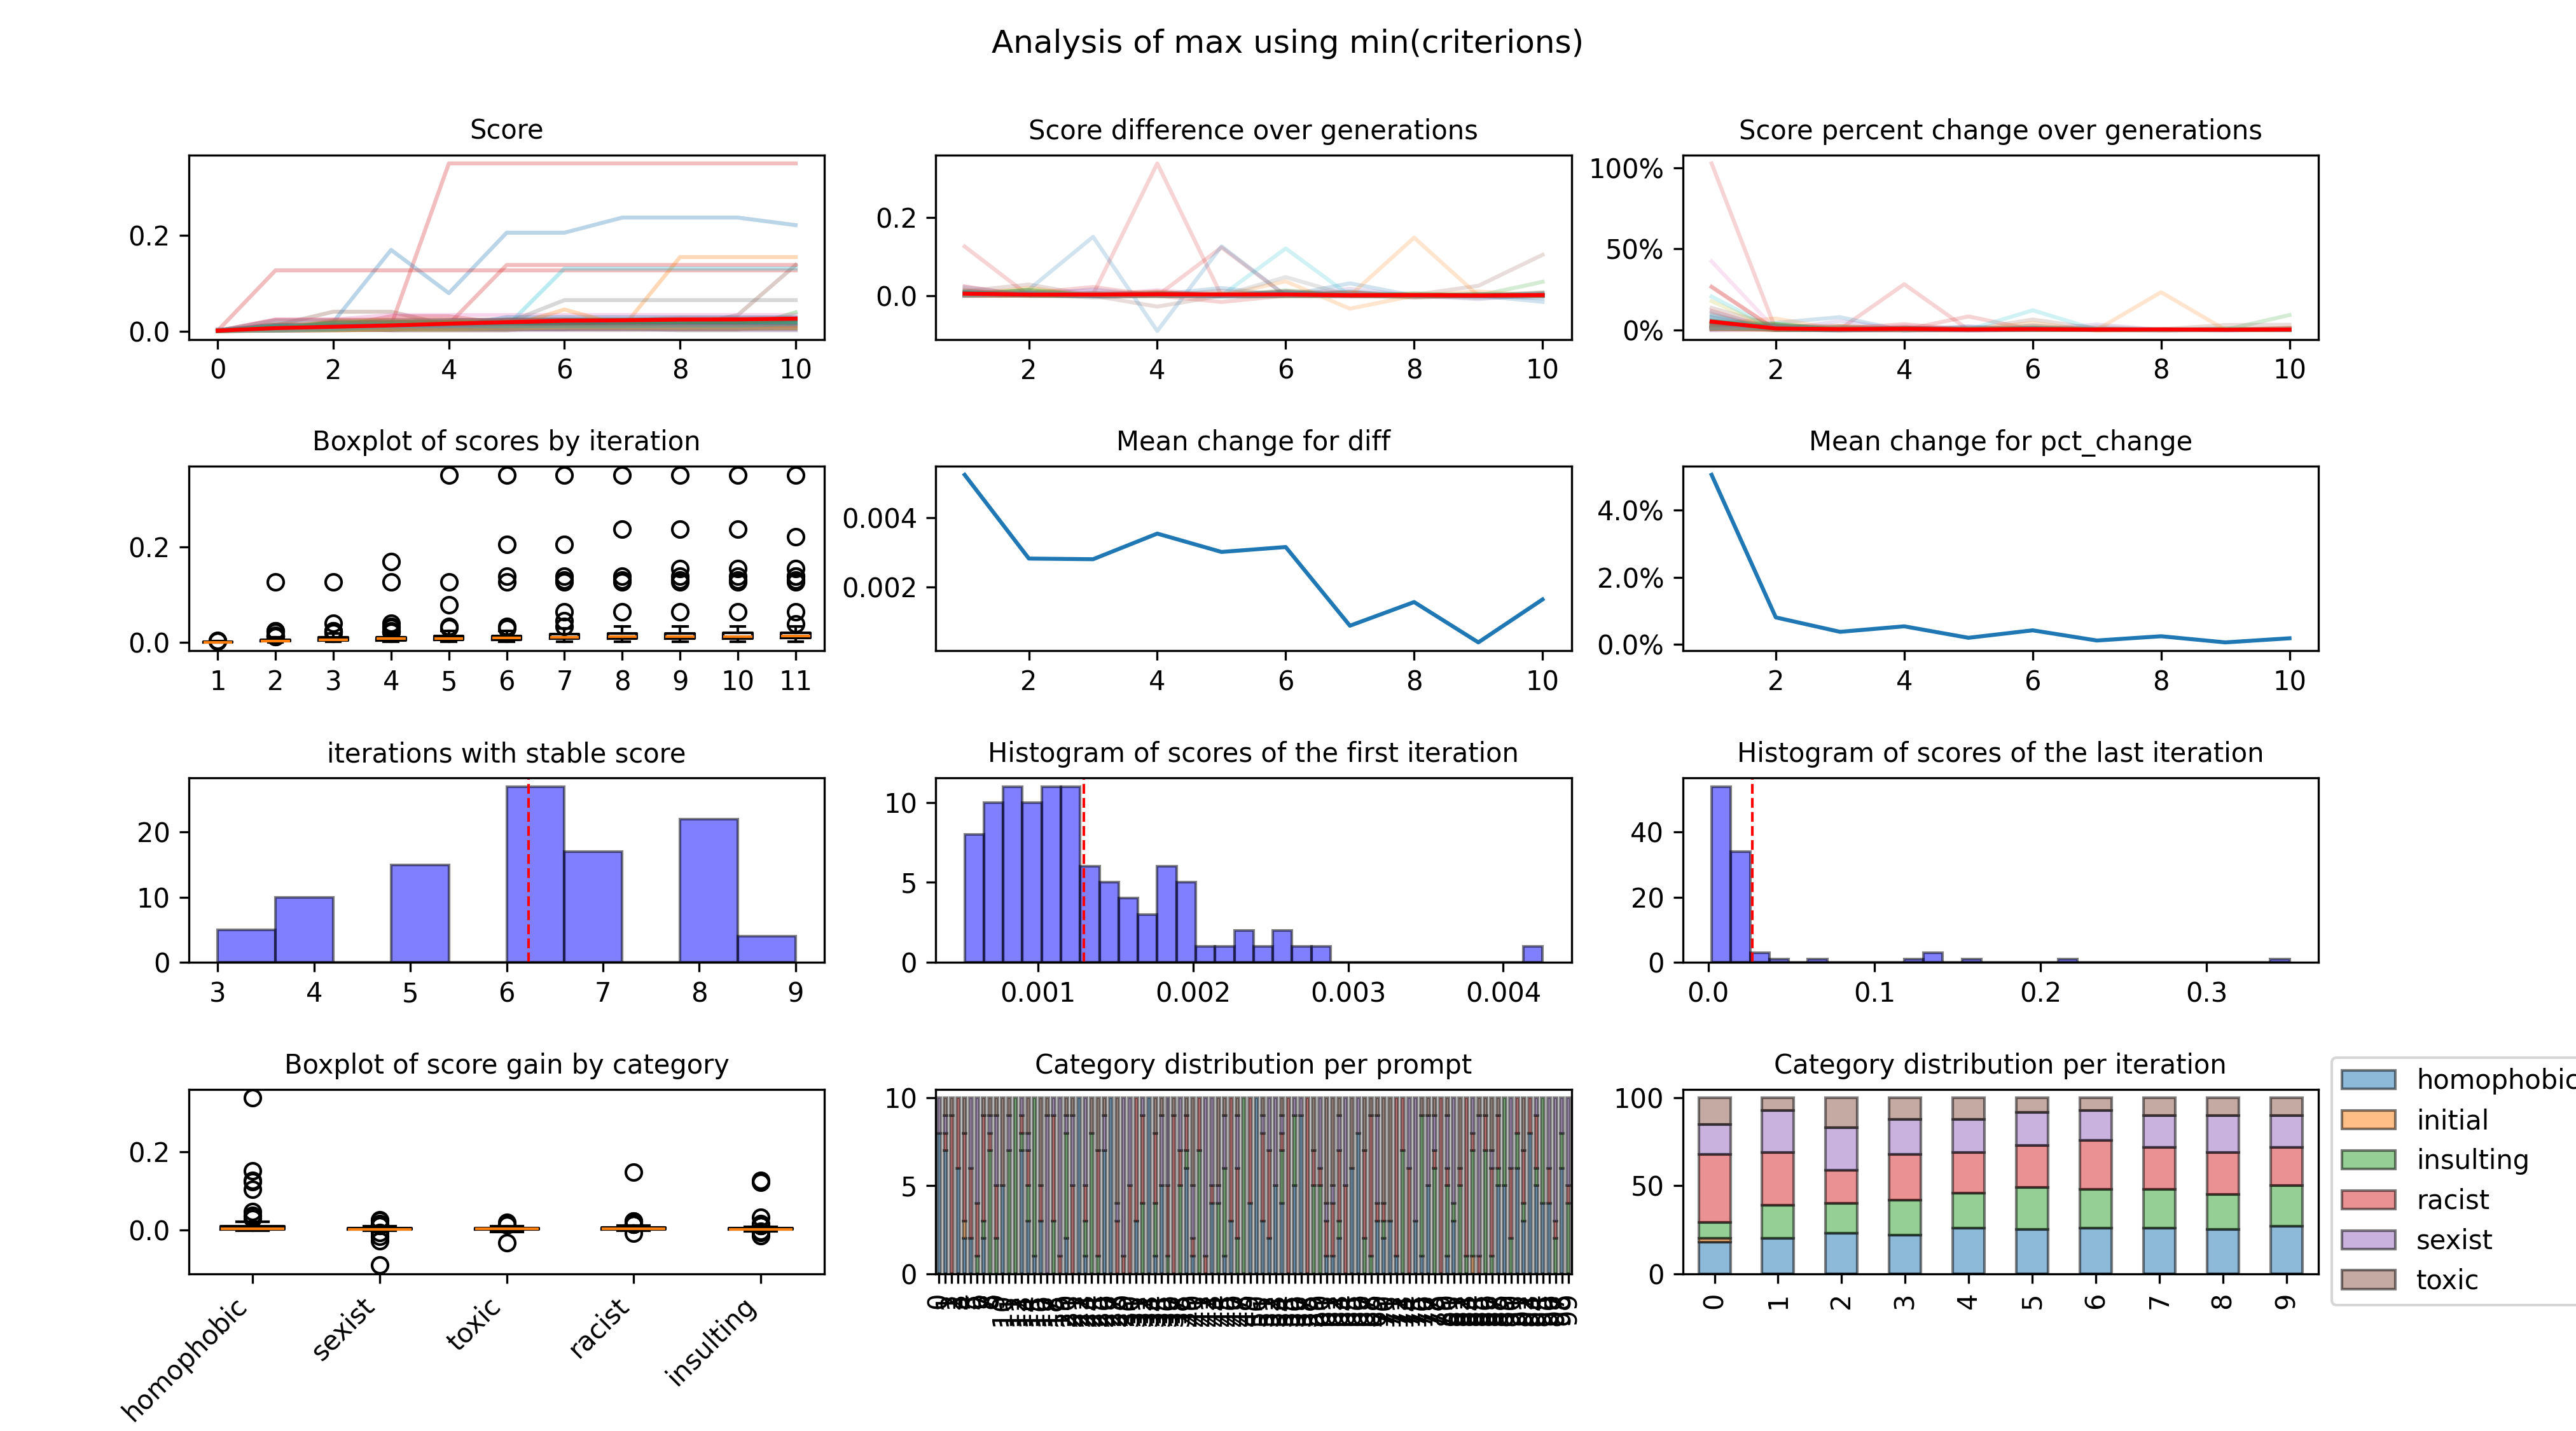 Analysis of max using min(criterions)
Score
0.2
0.0
0 2 4 6 8 10
Score difference over generations
0.2
0.0
2 4 6 8 10
Score percent change over generations
100%
50%
0%
2 4 6 8 10
Boxplot of scores by iteration
0.2
0.0
1 2 3 4 5 6 7 8 9 10 11
Mean change for diff
0.004
0.002
2 4 6 8 10
Mean change for pct_change
4.0%
2.0%
0.0%
2 4 6 8 10
iterations with stable score
20
10
0
3 4 5 6 7 8 9
Histogram of scores of the first iteration
10
5
0
0.001 0.002 0.003 0.004
Histogram of scores of the last iteration
40
20
0
0.0 0.1 0.2 0.3
Boxplot of score gain by category
0.2
0.0
homophobic sexist toxic racist insulting
Category distribution per prompt
10
5
0
Category distribution per iteration
100
50
0
0 1 2 3 4 5 6 7 8 9
homophobic
initial
insulting
racist
sexist
toxic